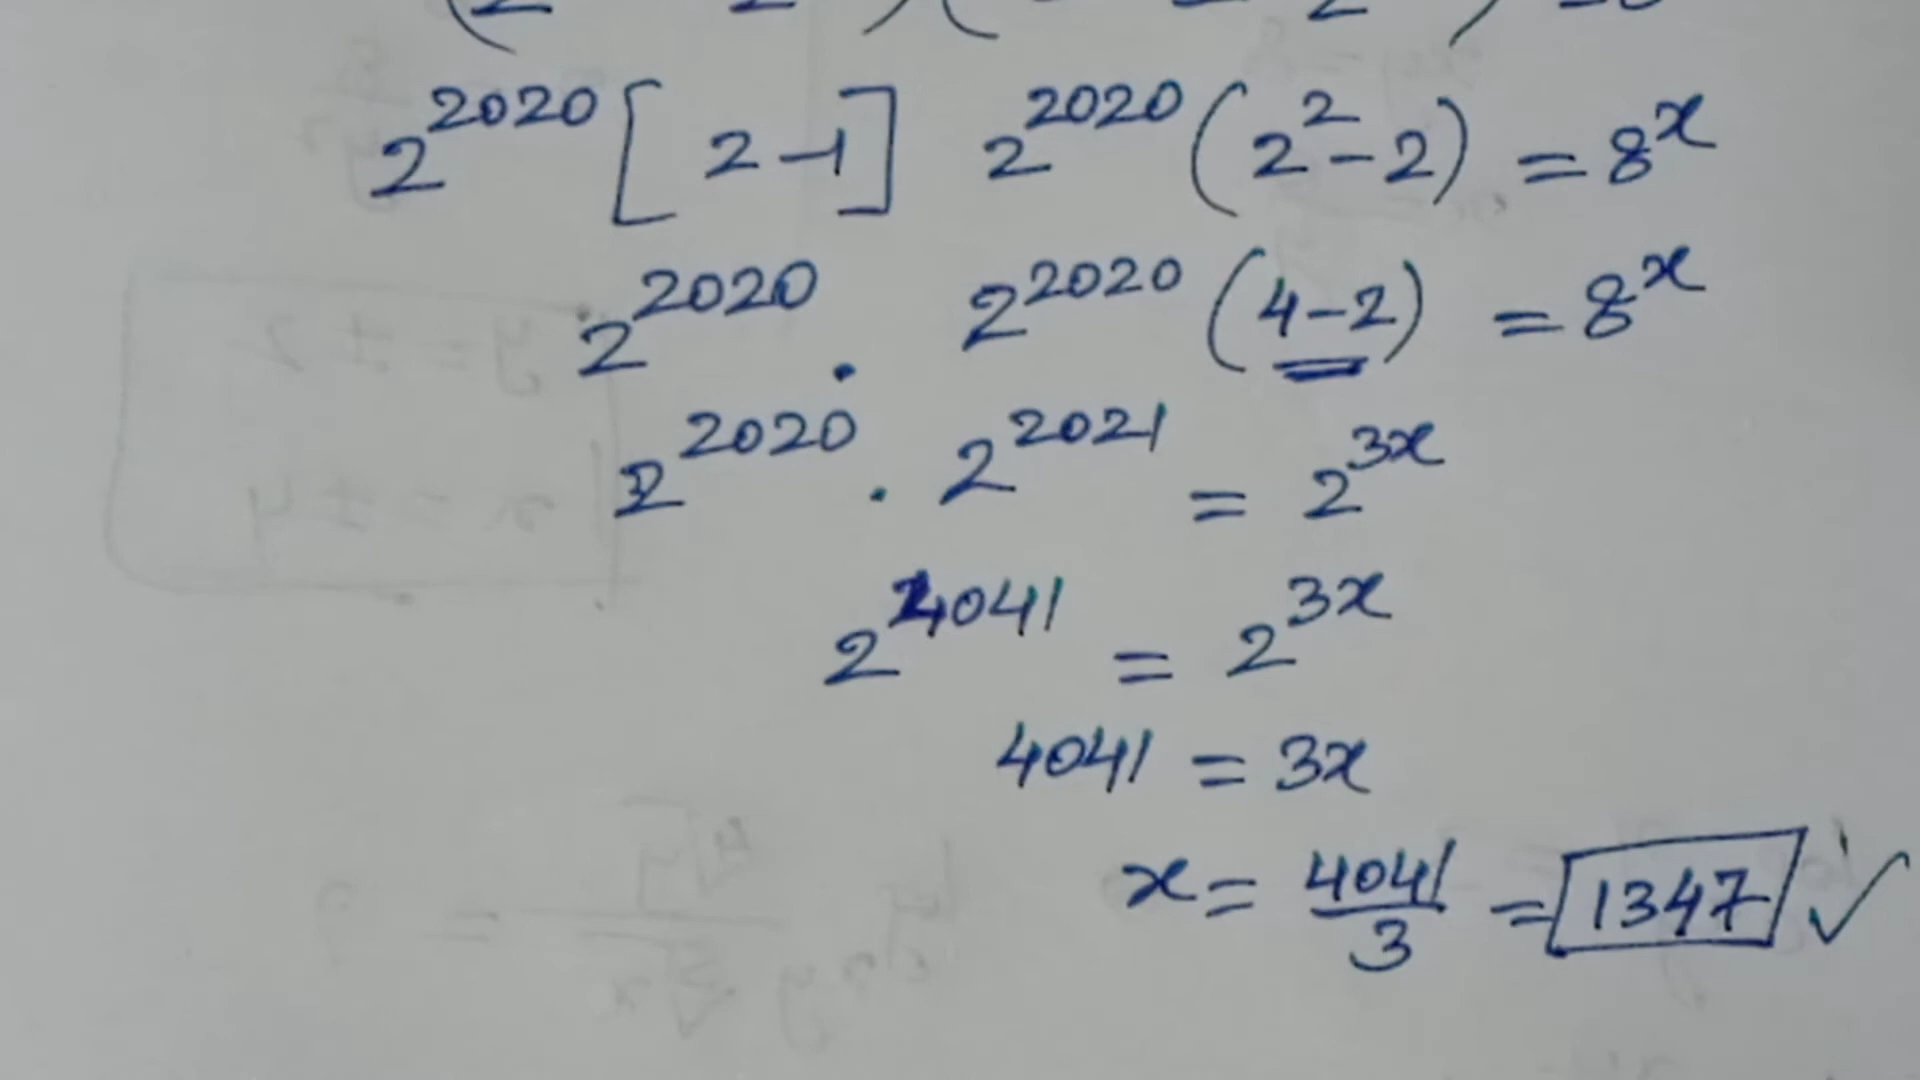 2^2020 [2-1] 2^2020 (2^2-2) = 8^x
2^2020 . 2^2020 (4-2) = 8^x
2^2020 . 2^2021 = 2^3x
2^4041 = 2^3x
4041 = 3x
x = 4041/3 = 1347 ✓